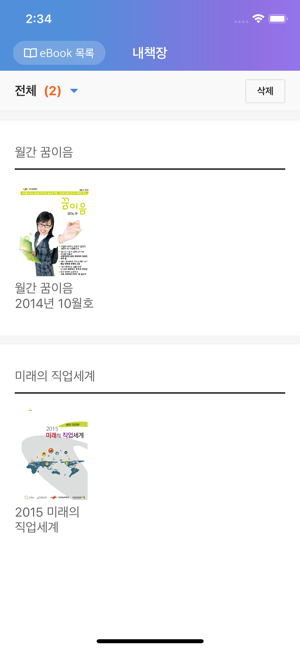 2:34
eBook 목록
내책장
전체 (2)
삭제
월간 꿈이음
꿈이음
월간 꿈이음
2014년 10월호
미래의 직업세계
2015
미래의 직업세계
2015 미래의
직업세계